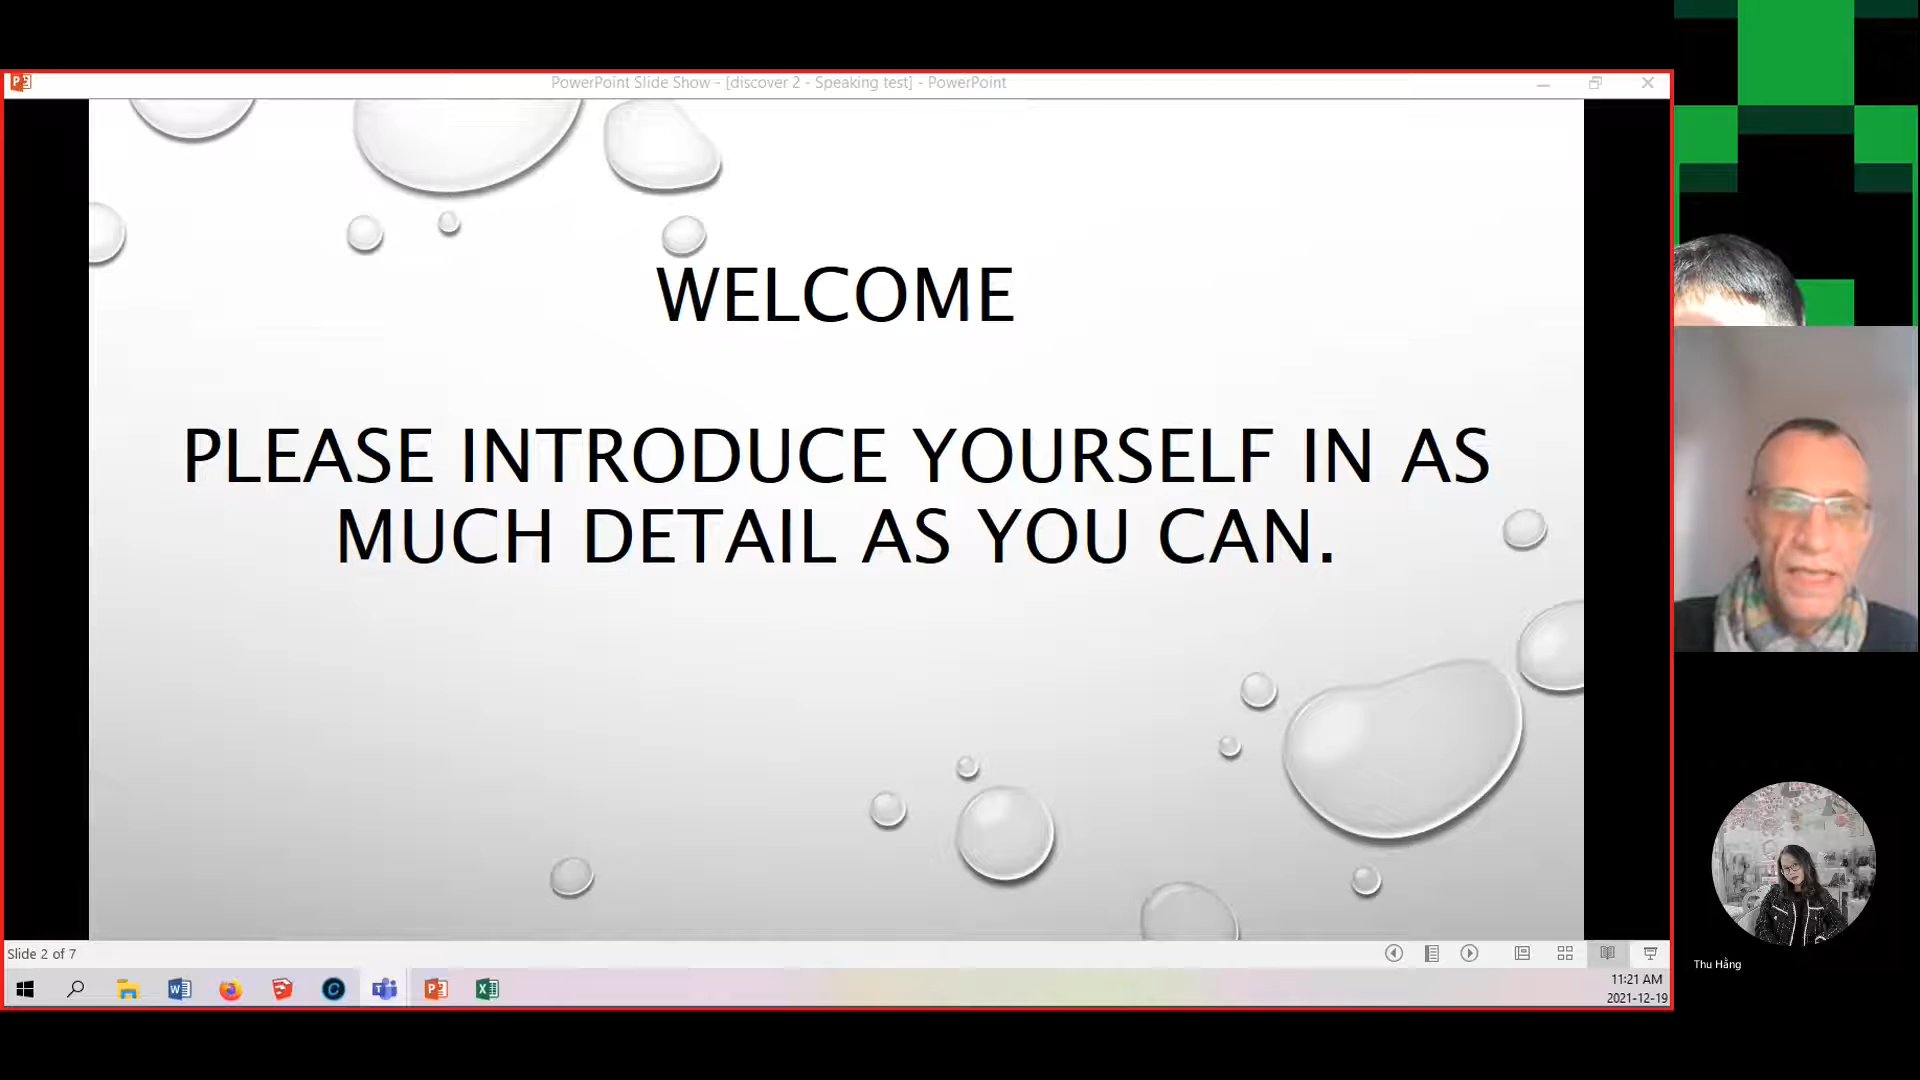 PowerPoint Slide Show - [discover 2 - Speaking test] - PowerPoint
WELCOME
PLEASE INTRODUCE YOURSELF IN AS
MUCH DETAIL AS YOU CAN.
Thu Hằng
Slide 2 of 7
11:21 AM
2021-12-19